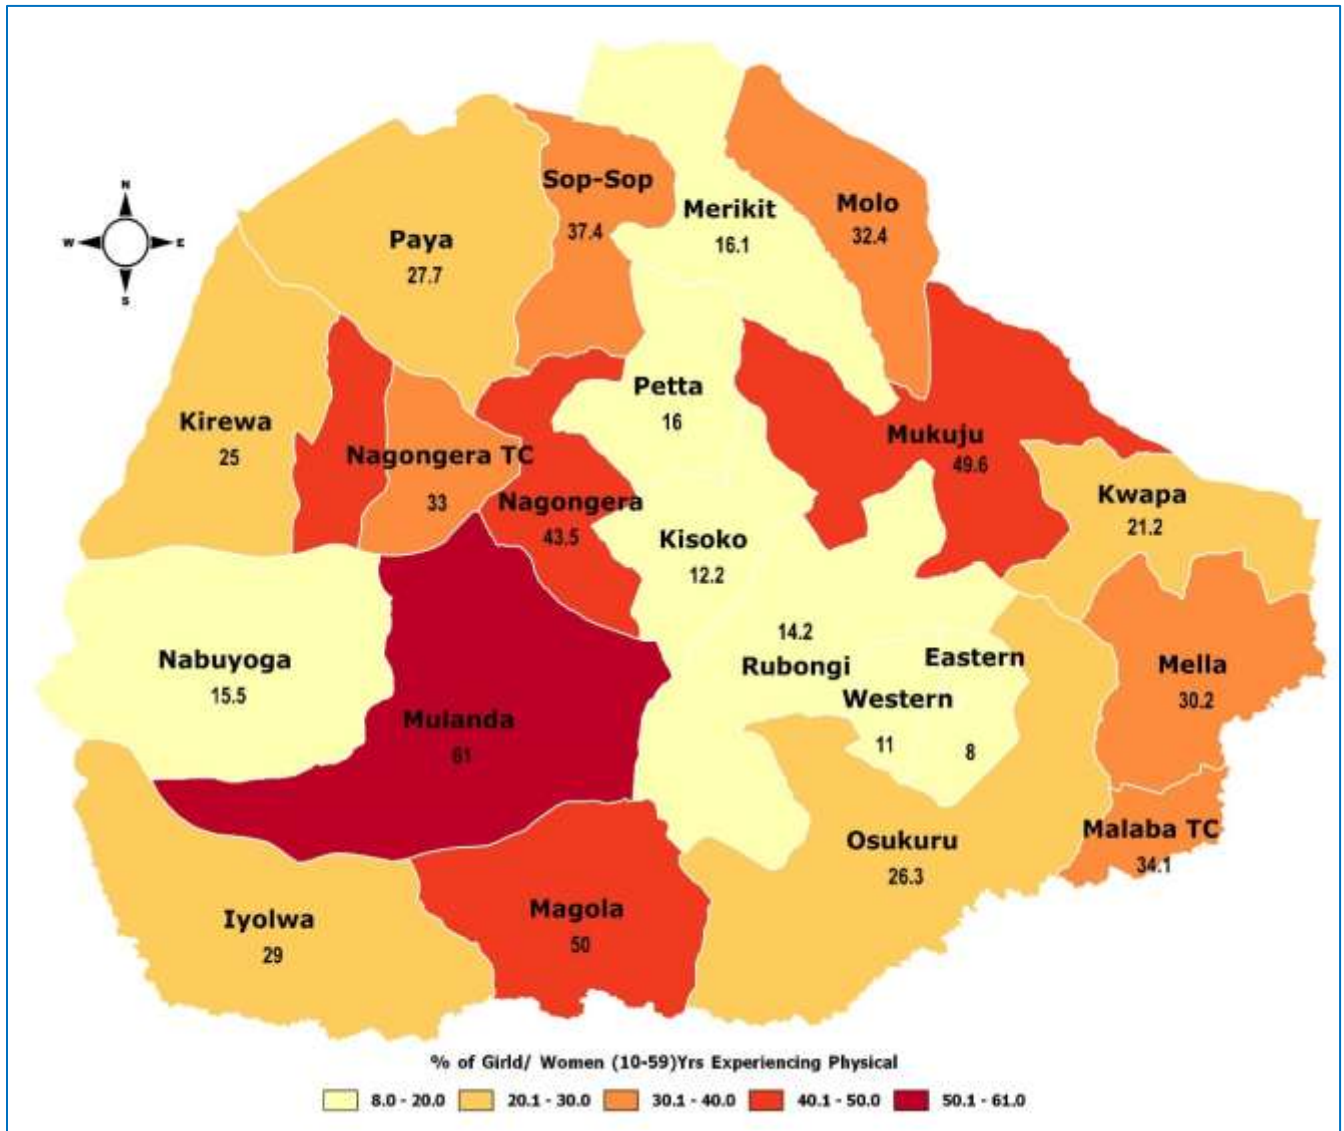 N
W E
S
Sop-Sop
37.4
Merikit
16.1
Molo
32.4
Paya
27.7
Petta
16
Kirewa
25
Nagongera TC
33
Nagongera
43.5
Mukuju
49.6
Kwapa
21.2
Kisoko
12.2
14.2
Rubongi
Eastern
8
Western
11
Nabuyoga
15.5
Mulanda
61
Mella
30.2
Malaba TC
34.1
Osukuru
26.3
Iyolwa
29
Magola
50
% of Girld/ Women (10-59)Yrs Experiencing Physical
8.0 - 20.0 20.1 - 30.0 30.1 - 40.0 40.1 - 50.0 50.1 - 61.0